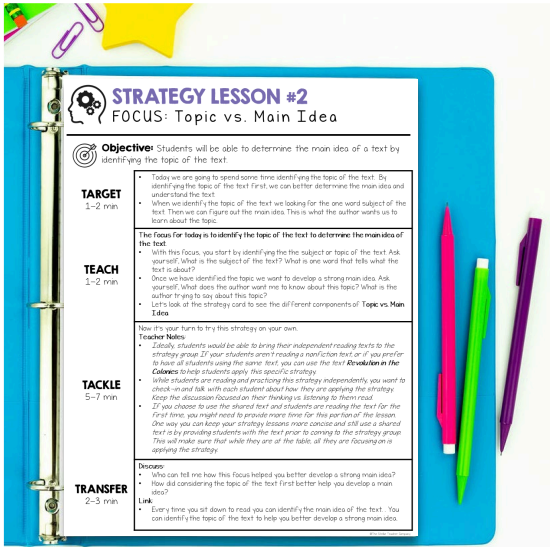 STRATEGY LESSON #2
FOCUS: Topic vs. Main Idea
Objective: Students will be able to determine the main idea of a text by
identifying the topic of the text.
TARGET
1-2 min
• Today we are going to spend some time identifying the topic of the text. By
identifying the topic of the text first, we can better determine the main idea and
understand the text.
• When we identify the topic of the text we looking for the one word subject of the
text. Then we can figure out the main idea. This is what the author wants us to
learn about the topic.
TEACH
1-2 min
The focus for today is to identify the topic of the text to determine the main idea of
the text.
• With this focus, you start by identifying the the subject or topic of the text. Ask
yourself, What is the subject of the text? What is one word that tells what the
text is about?
• Once we have identified the topic we want to develop a strong main idea. Ask
yourself, What does the author want me to know about this topic? What is the
author trying to say about this topic?
• Let's look at the strategy card to see the different components of Topic vs. Main
Idea
TACKLE
5-7 min
Now it's your turn to try this strategy on your own.
Teacher Notes:
• Ideally, students would be able to bring their independent reading texts to the
strategy group. If your students aren't reading a nonfiction text, or if you prefer
to have all students using the same text, you can use the text Revolution in the
Colonies to help students apply this specific strategy.
• While students are reading and practicing this strategy independently, you want to
check-in and talk with each student about how they are applying the strategy.
Keep the discussion focused on their thinking vs listening to them read.
• If you choose to use the shared text and students are reading the text for the
first time, you might need to provide more time for this portion of the lesson.
One way you can keep your strategy lessons more concise and still use a shared
text is by providing students with the text prior to coming to the strategy group.
This will make sure that while they are at the table, all they are focusing on is
applying the strategy.
TRANSFER
2-3 min
Discuss:
• Who can tell me how this focus helped you better develop a strong main idea?
• How did considering the topic of the text first better help you develop a main
idea?
Link:
• Every time you sit down to read you can identify the main idea of the text. You
can identify the topic of the text to help you better develop a strong main idea.